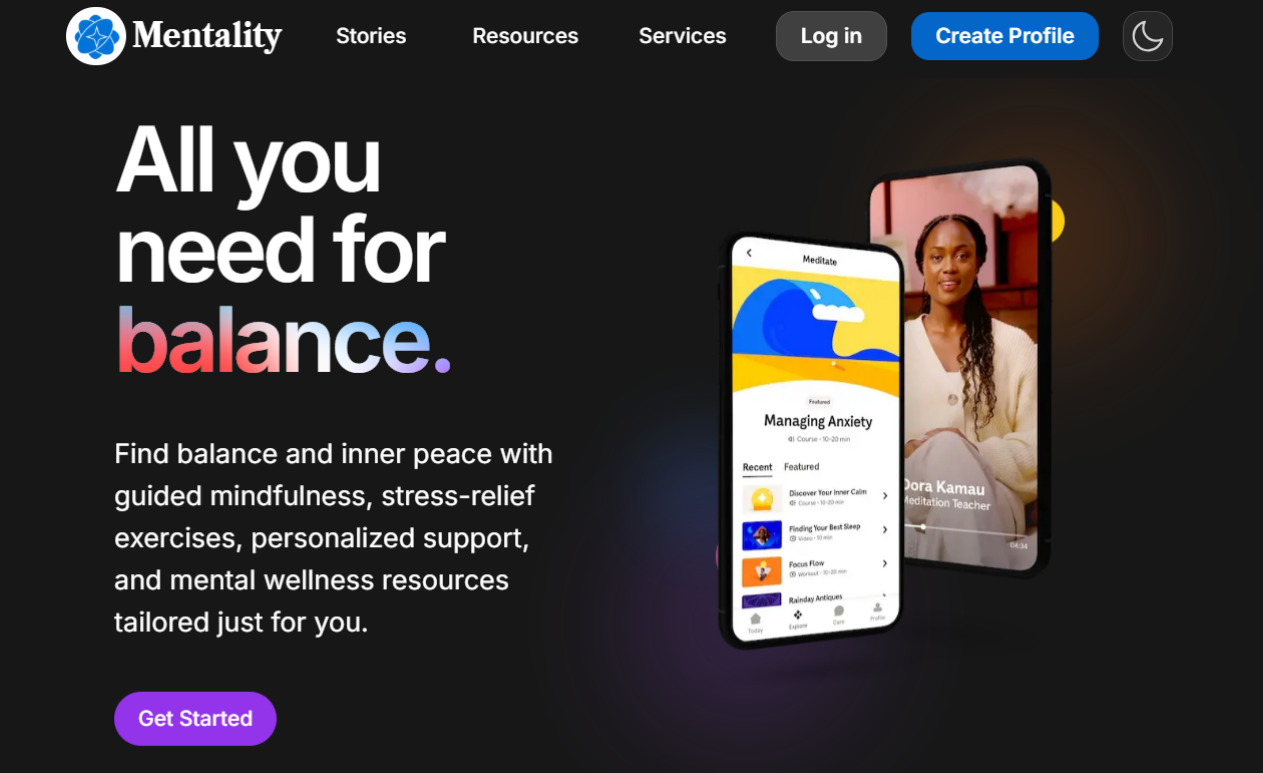 Mentality
Stories
Resources
Services
Log in
Create Profile
All you
need for
balance.
Find balance and inner peace with
guided mindfulness, stress-relief
exercises, personalized support,
and mental wellness resources
tailored just for you.
Get Started
Meditate
Featured
Managing Anxiety
Course · 10-20 min
Recent
Featured
Discover Your Inner Calm
Course · 10-20 min
Finding Your Best Sleep
Video · 10 min
Focus Flow
Workout · 10-20 min
Rainday Antiques
Today
Explore
Care
Profile
Dora Kamau
Meditation Teacher
04:34